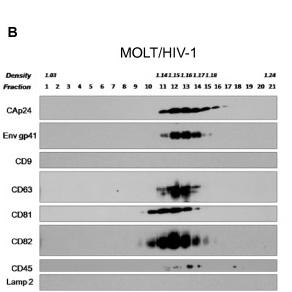 B
MOLT/HIV-1
Density 1.03 1.14 1.15 1.16 1.17 1.18 1.24
Fraction 1 2 3 4 5 6 7 8 9 10 11 12 13 14 15 16 17 18 19 20 21
CAp24
Env gp41
CD9
CD63
CD81
CD82
CD45
Lamp 2